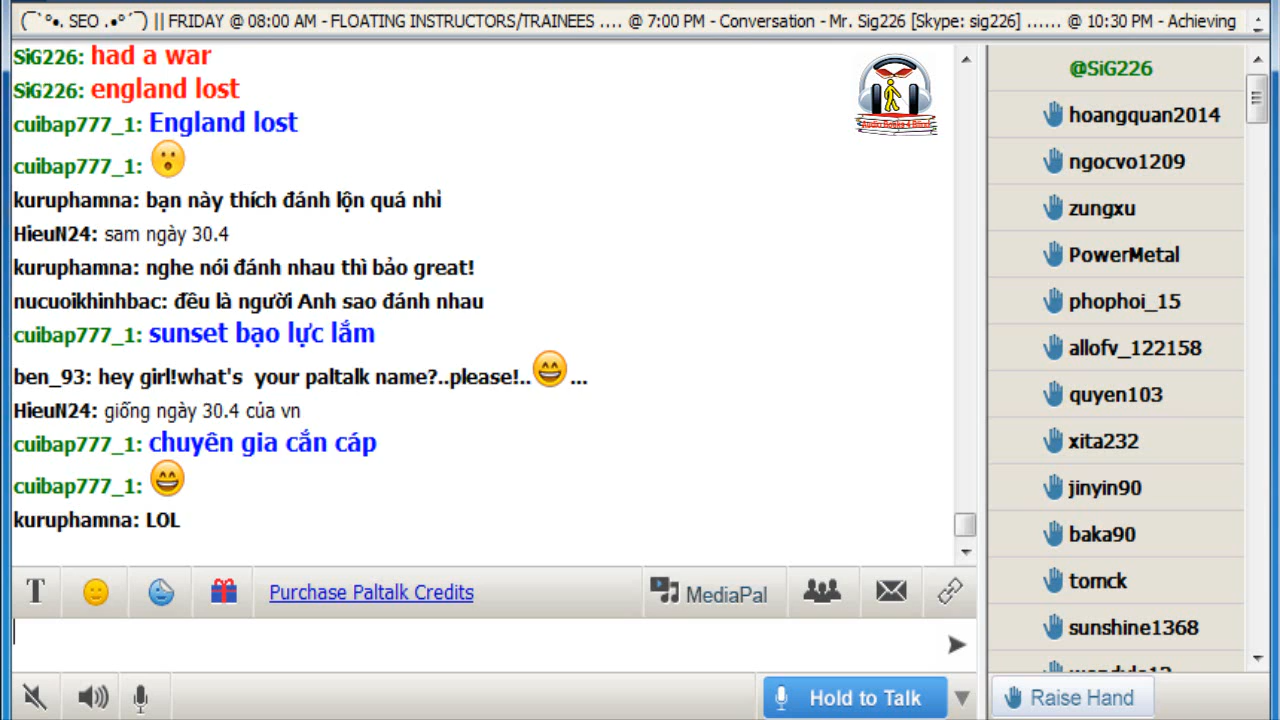 (¯`°•. SEO .•°´¯) || FRIDAY @ 08:00 AM - FLOATING INSTRUCTORS/TRAINEES .... @ 7:00 PM - Conversation - Mr. Sig226 [Skype: sig226] ...... @ 10:30 PM - Achieving
SiG226: had a war
SiG226: england lost
cuibap777_1: England lost
cuibap777_1:
kuruphamna: bạn này thích đánh lộn quá nhỉ
HieuN24: sam ngày 30.4
kuruphamna: nghe nói đánh nhau thì bảo great!
nucuoikhinhbac: đều là người Anh sao đánh nhau
cuibap777_1: sunset bạo lực lắm
ben_93: hey girl!what's your paltalk name?..please!.. ...
HieuN24: giống ngày 30.4 của vn
cuibap777_1: chuyên gia cắn cáp
cuibap777_1:
kuruphamna: LOL
T
Purchase Paltalk Credits
MediaPal
Hold to Talk
@SiG226
hoangquan2014
ngocvo1209
zungxu
PowerMetal
phophoi_15
allofv_122158
quyen103
xita232
jinyin90
baka90
tomck
sunshine1368
Raise Hand